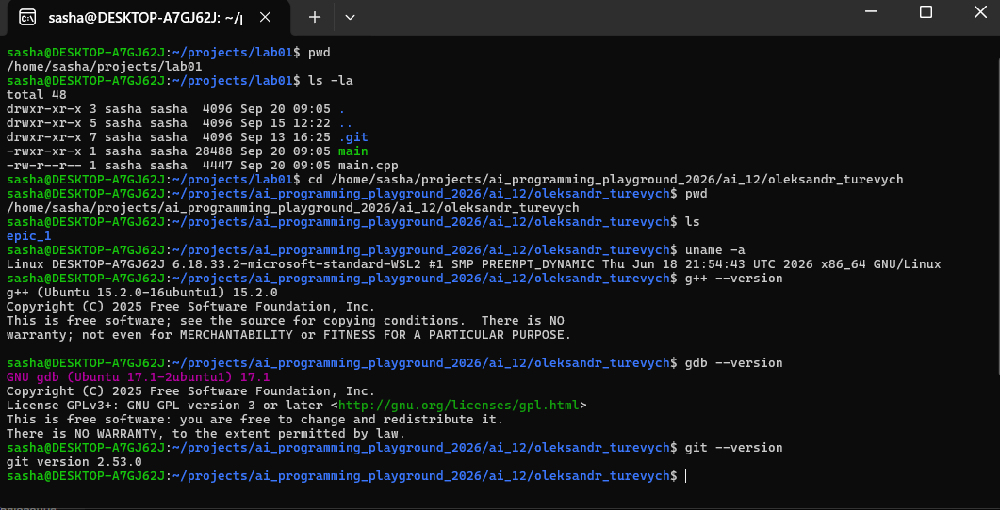 sasha@DESKTOP-A7GJ62J: ~/p
sasha@DESKTOP-A7GJ62J:~/projects/lab01$ pwd
/home/sasha/projects/lab01
sasha@DESKTOP-A7GJ62J:~/projects/lab01$ ls -la
total 48
drwxr-xr-x 3 sasha sasha  4096 Sep 20 09:05 .
drwxr-xr-x 5 sasha sasha  4096 Sep 15 12:22 ..
drwxr-xr-x 7 sasha sasha  4096 Sep 13 16:25 .git
-rwxr-xr-x 1 sasha sasha 28488 Sep 20 09:05 main
-rw-r--r-- 1 sasha sasha  4447 Sep 20 09:05 main.cpp
sasha@DESKTOP-A7GJ62J:~/projects/lab01$ cd /home/sasha/projects/ai_programming_playground_2026/ai_12/oleksandr_turevych
sasha@DESKTOP-A7GJ62J:~/projects/ai_programming_playground_2026/ai_12/oleksandr_turevych$ pwd
/home/sasha/projects/ai_programming_playground_2026/ai_12/oleksandr_turevych
sasha@DESKTOP-A7GJ62J:~/projects/ai_programming_playground_2026/ai_12/oleksandr_turevych$ ls
epic_1
sasha@DESKTOP-A7GJ62J:~/projects/ai_programming_playground_2026/ai_12/oleksandr_turevych$ uname -a
Linux DESKTOP-A7GJ62J 6.18.33.2-microsoft-standard-WSL2 #1 SMP PREEMPT_DYNAMIC Thu Jun 18 21:54:43 UTC 2026 x86_64 GNU/Linux
sasha@DESKTOP-A7GJ62J:~/projects/ai_programming_playground_2026/ai_12/oleksandr_turevych$ g++ --version
g++ (Ubuntu 15.2.0-16ubuntu1) 15.2.0
Copyright (C) 2025 Free Software Foundation, Inc.
This is free software; see the source for copying conditions.  There is NO
warranty; not even for MERCHANTABILITY or FITNESS FOR A PARTICULAR PURPOSE.
sasha@DESKTOP-A7GJ62J:~/projects/ai_programming_playground_2026/ai_12/oleksandr_turevych$ gdb --version
GNU gdb (Ubuntu 17.1-2ubuntu1) 17.1
Copyright (C) 2025 Free Software Foundation, Inc.
License GPLv3+: GNU GPL version 3 or later <http://gnu.org/licenses/gpl.html>
This is free software: you are free to change and redistribute it.
There is NO WARRANTY, to the extent permitted by law.
sasha@DESKTOP-A7GJ62J:~/projects/ai_programming_playground_2026/ai_12/oleksandr_turevych$ git --version
git version 2.53.0
sasha@DESKTOP-A7GJ62J:~/projects/ai_programming_playground_2026/ai_12/oleksandr_turevych$